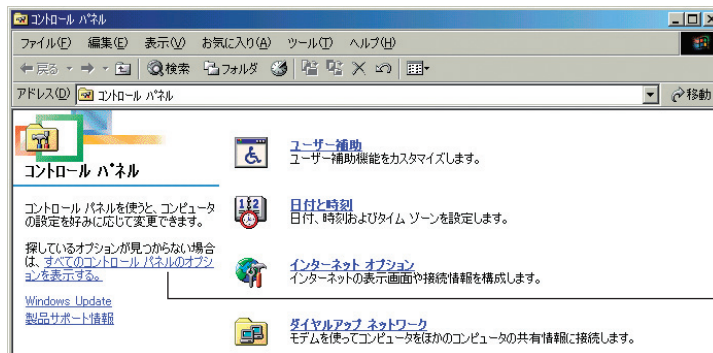 コントロール パネル
ファイル(F) 編集(E) 表示(V) お気に入り(A) ツール(T) ヘルプ(H)
戻る 検索 フォルダ
アドレス(D) コントロール パネル 移動
コントロール パネル
コントロール パネルを使うと、コンピュータ
の設定を好みに応じて変更できます。
探しているオプションが見つからない場合
は、すべてのコントロール パネルのオプシ
ョンを表示する。
Windows Update
製品サポート情報
ユーザー補助
ユーザー補助機能をカスタマイズします。
日付と時刻
日付、時刻およびタイム ゾーンを設定します。
インターネット オプション
インターネットの表示画面や接続情報を構成します。
ダイヤルアップ ネットワーク
モデムを使ってコンピュータをほかのコンピュータの共有情報に接続します。